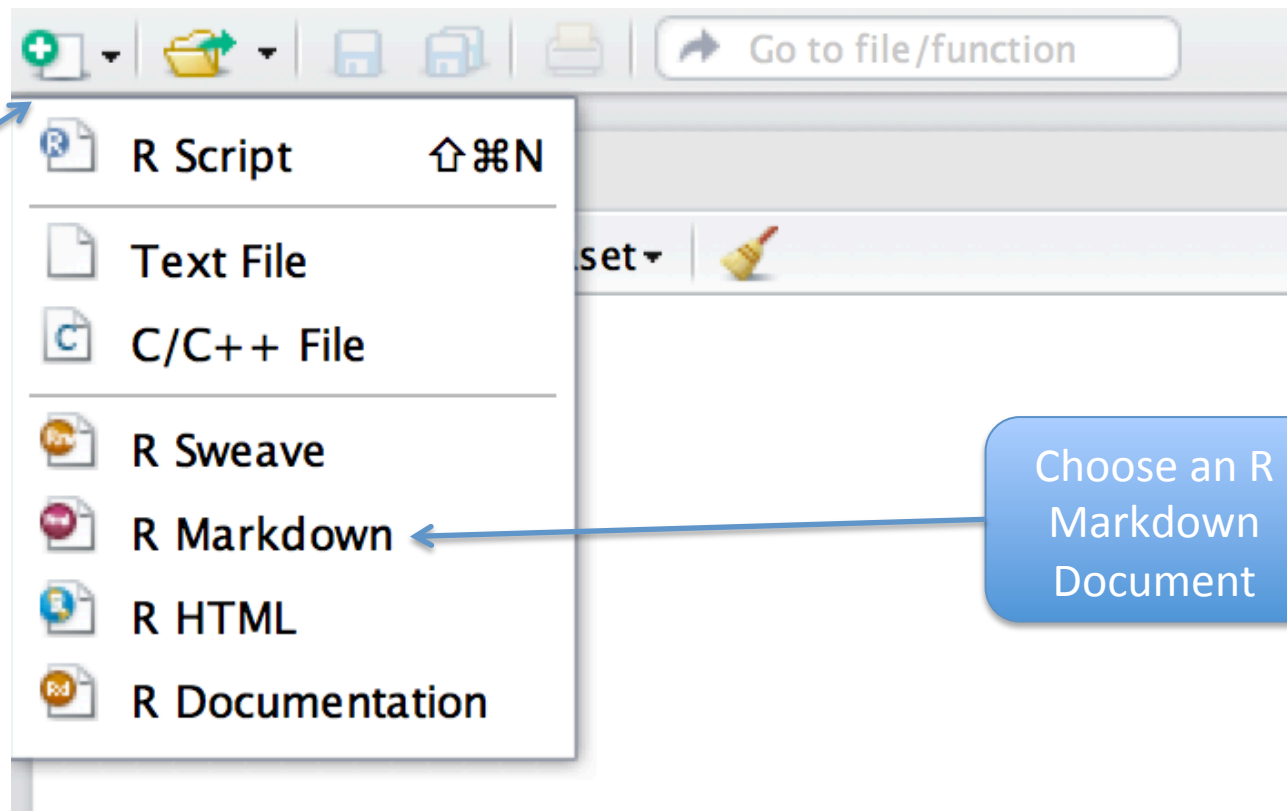 Go to file/function
R Script ⇧⌘N
Text File
set
C/C++ File
R Sweave
R Markdown
R HTML
R Documentation
Choose an R
Markdown
Document